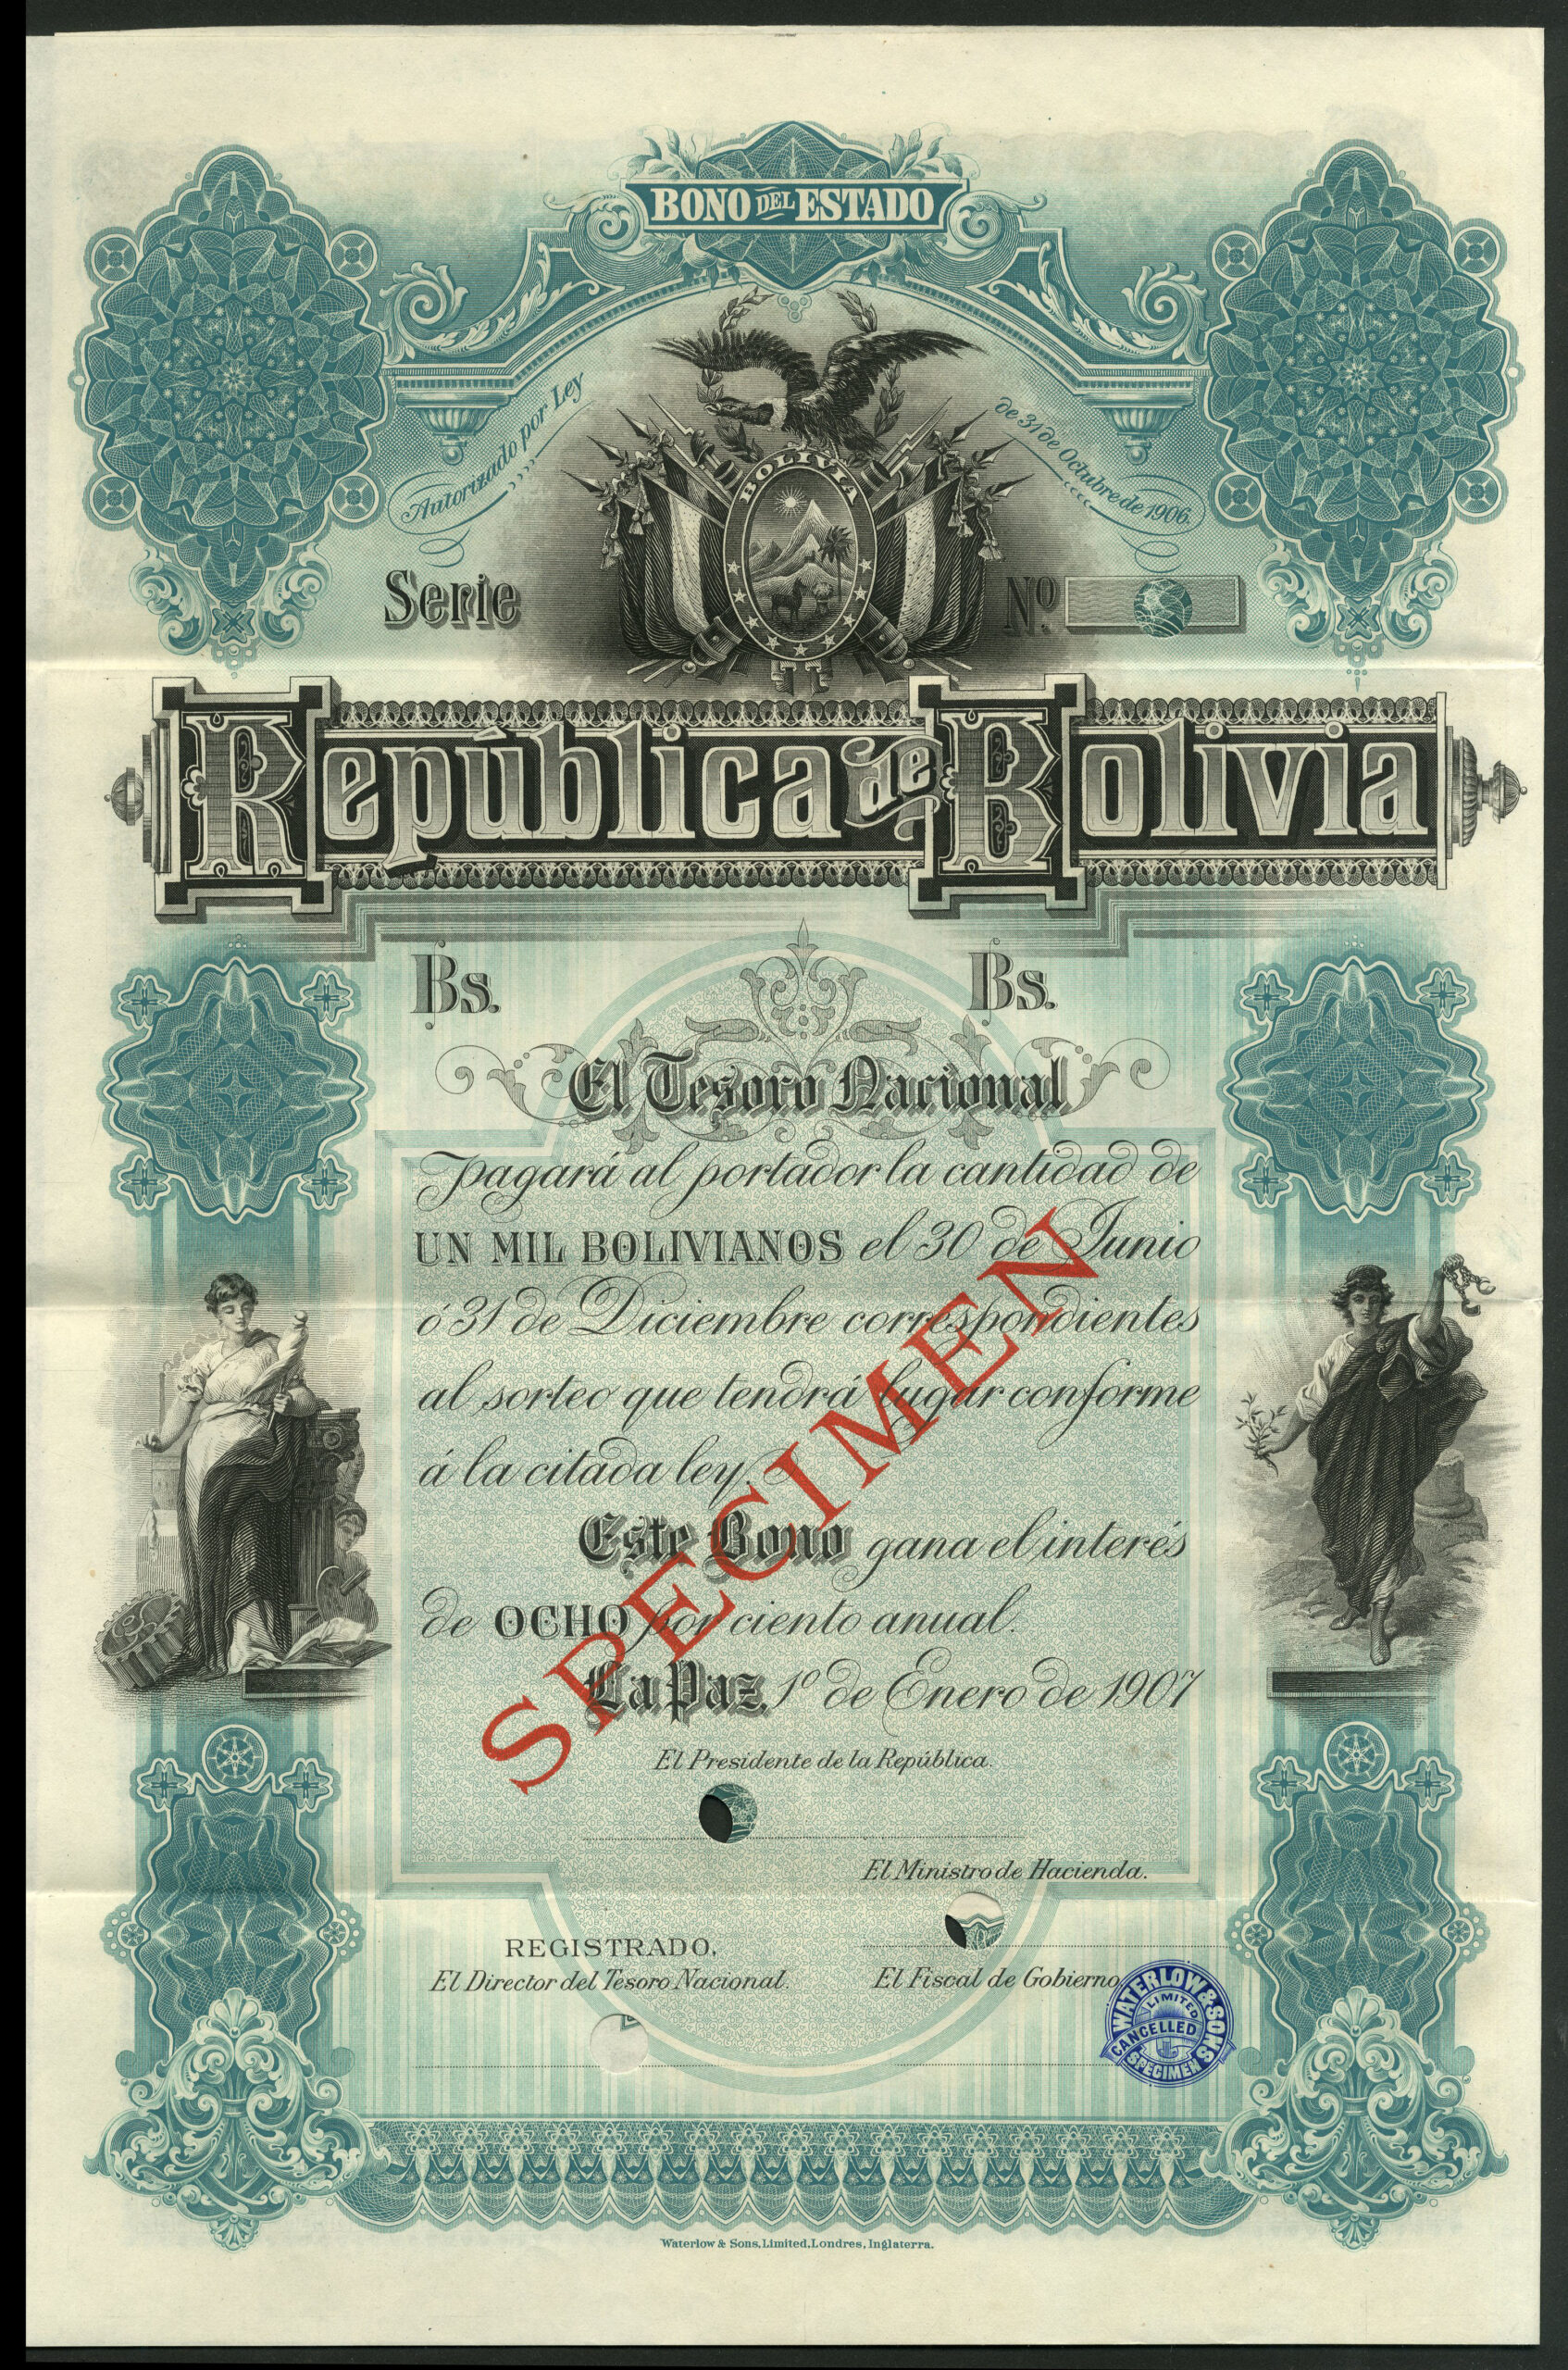 BONO DEL ESTADO
Autorizado por Ley
de 31 de Octubre de 1906.
BOLIVIA
Serie
Nº
República de Bolivia
Bs.
Bs.
El Tesoro Nacional
pagará al portador la cantidad de
UN MIL BOLIVIANOS el 30 de Junio
ó 31 de Diciembre correspondientes
al sorteo que tendrá lugar conforme
á la citada ley.
Este Bono gana el interés
de OCHO por ciento anual.
La Paz, 1º de Enero de 1907
SPECIMEN
El Presidente de la República.
El Ministro de Hacienda.
REGISTRADO.
El Director del Tesoro Nacional.
El Fiscal de Gobierno
WATERLOW & SONS
LIMITED
CANCELLED
SPECIMEN
Waterlow & Sons, Limited, Londres, Inglaterra.